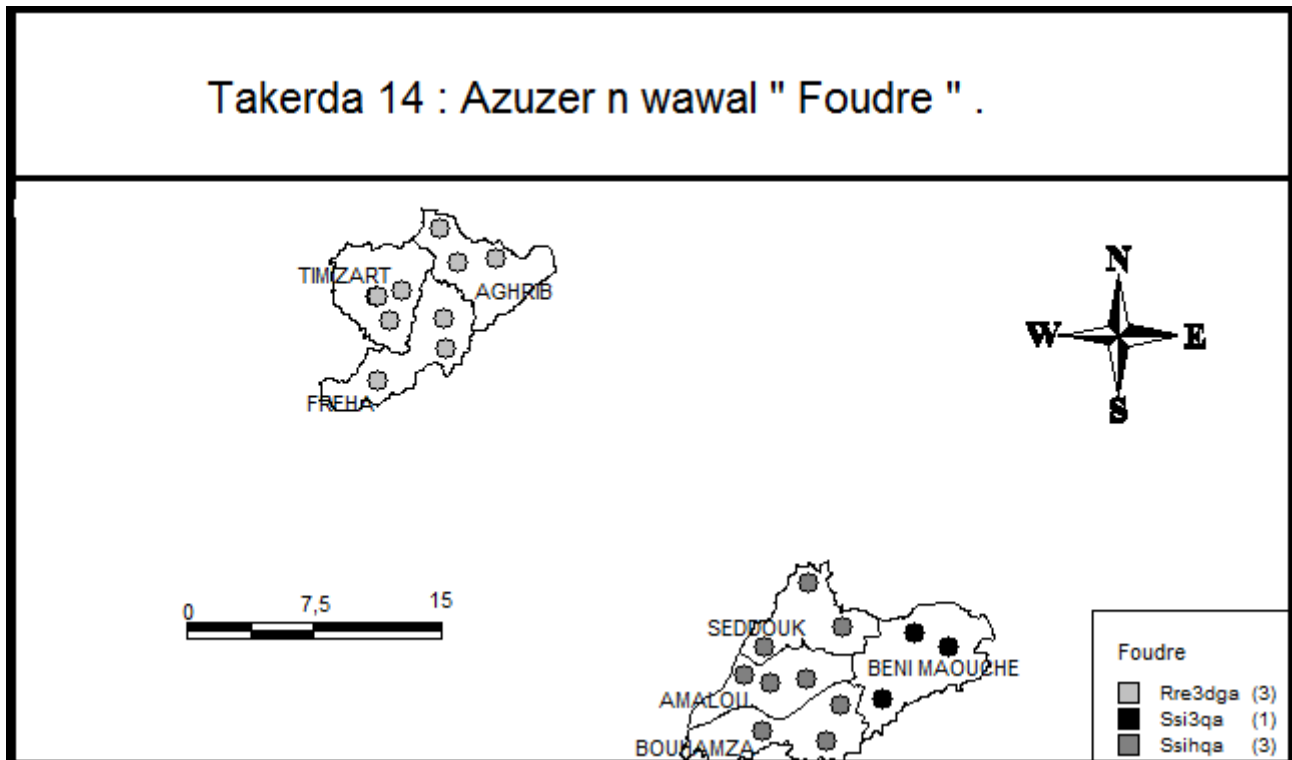 Takerda 14 : Azuzer n wawal " Foudre " .
TIMIZART
AGHRIB
FREHA
N
W E
S
0 7,5 15
SEDDOUK
BENI MAOUCHE
AMALOU
BOUHAMZA
Foudre
Rre3dga (3)
Ssi3qa (1)
Ssihqa (3)